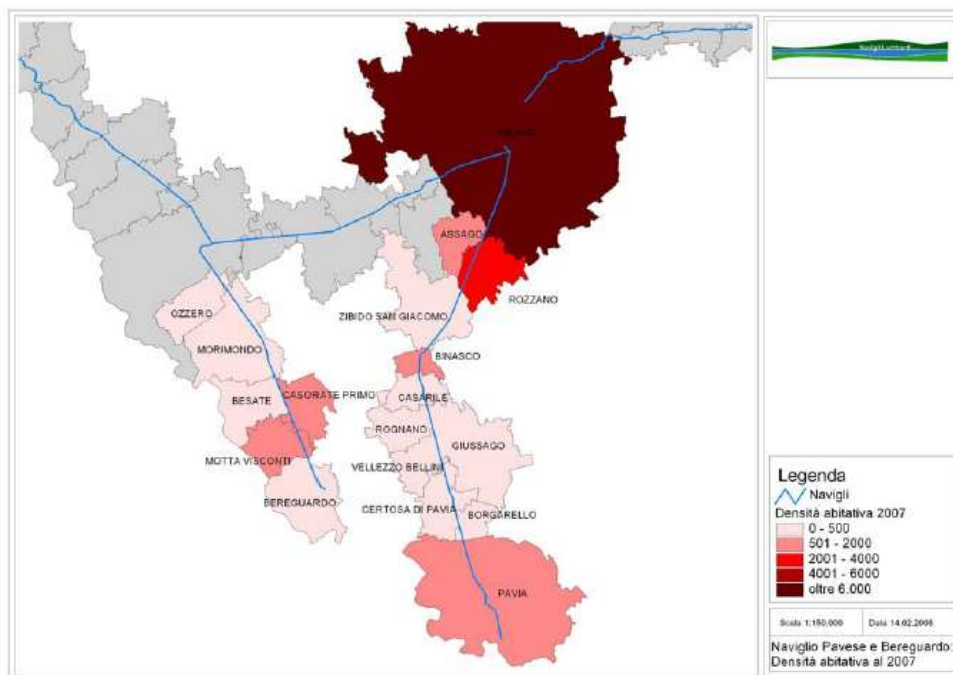 Navigli Lombardi
MILANO
ASSAGO
ROZZANO
ZIBIDO SAN GIACOMO
OZZERO
MORIMONDO
BINASCO
BESATE
CASORATE PRIMO
CASARILE
ROGNANO
GIUSSAGO
MOTTA VISCONTI
VELLEZZO BELLINI
BEREGUARDO
CERTOSA DI PAVIA
BORGARELLO
PAVIA
Legenda
Navigli
Densità abitativa 2007
0 - 500
501 - 2000
2001 - 4000
4001 - 6000
oltre 6.000
Scala 1:150.000 Data 14.02.2008
Naviglio Pavese e Bereguardo:
Densità abitativa al 2007